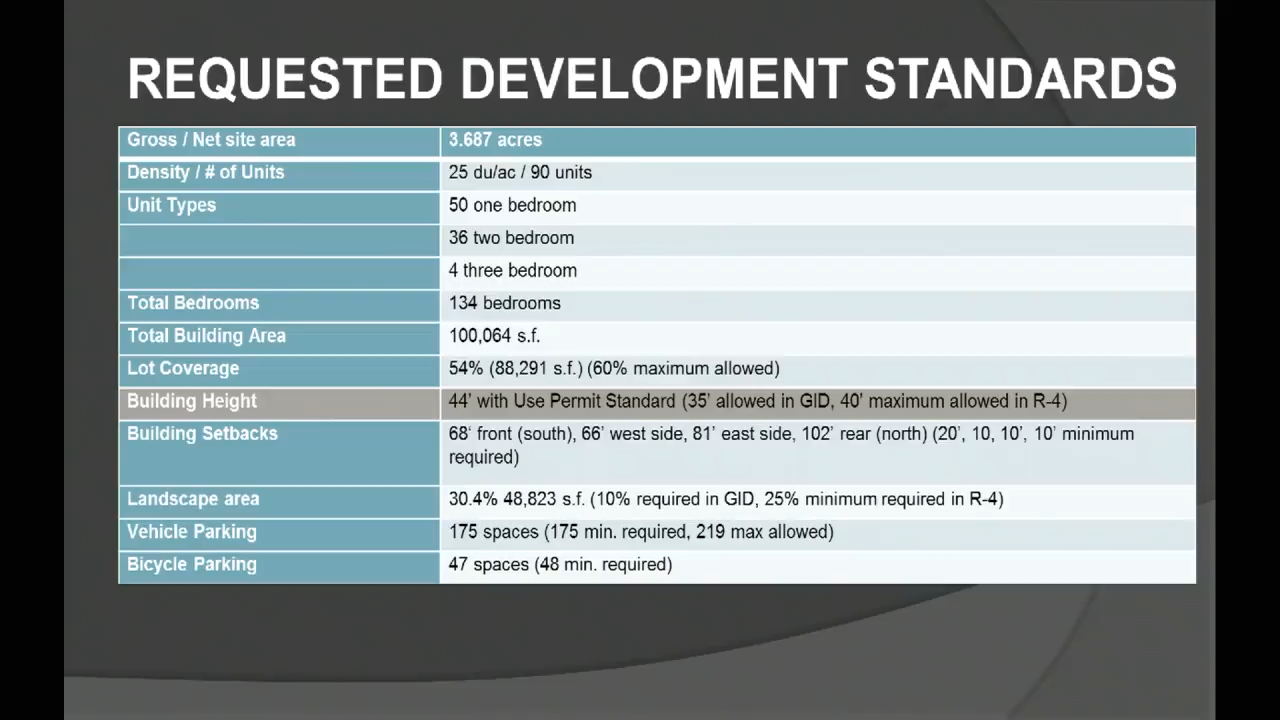 REQUESTED DEVELOPMENT STANDARDS
Gross / Net site area 3.687 acres
Density / # of Units 25 du/ac / 90 units
Unit Types 50 one bedroom
36 two bedroom
4 three bedroom
Total Bedrooms 134 bedrooms
Total Building Area 100,064 s.f.
Lot Coverage 54% (88,291 s.f.) (60% maximum allowed)
Building Height 44’ with Use Permit Standard (35’ allowed in GID, 40’ maximum allowed in R-4)
Building Setbacks 68‘ front (south), 66’ west side, 81’ east side, 102’ rear (north) (20’, 10, 10’, 10’ minimum
required)
Landscape area 30.4% 48,823 s.f. (10% required in GID, 25% minimum required in R-4)
Vehicle Parking 175 spaces (175 min. required, 219 max allowed)
Bicycle Parking 47 spaces (48 min. required)